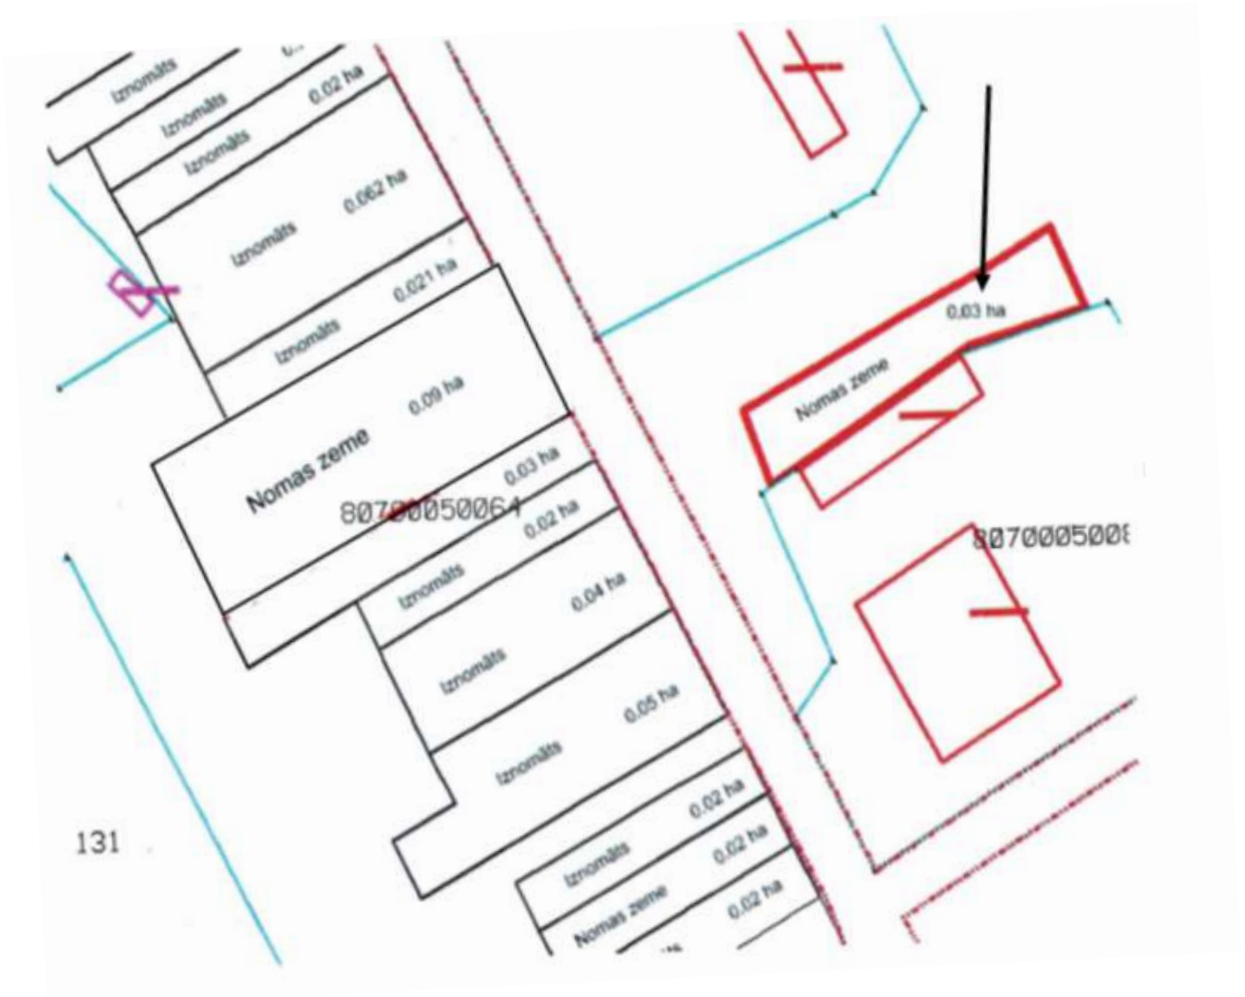 Iznomāts
Iznomāts
Iznomāts 0.02 ha
Iznomāts 0.062 ha
Iznomāts 0.021 ha
Nomas zeme 0.09 ha
0.03 ha
80700050064
Iznomāts 0.02 ha
Iznomāts 0.04 ha
Iznomāts 0.05 ha
Iznomāts 0.02 ha
Nomas zeme 0.02 ha
0.02 ha
131
0.03 ha
Nomas zeme
8070005008